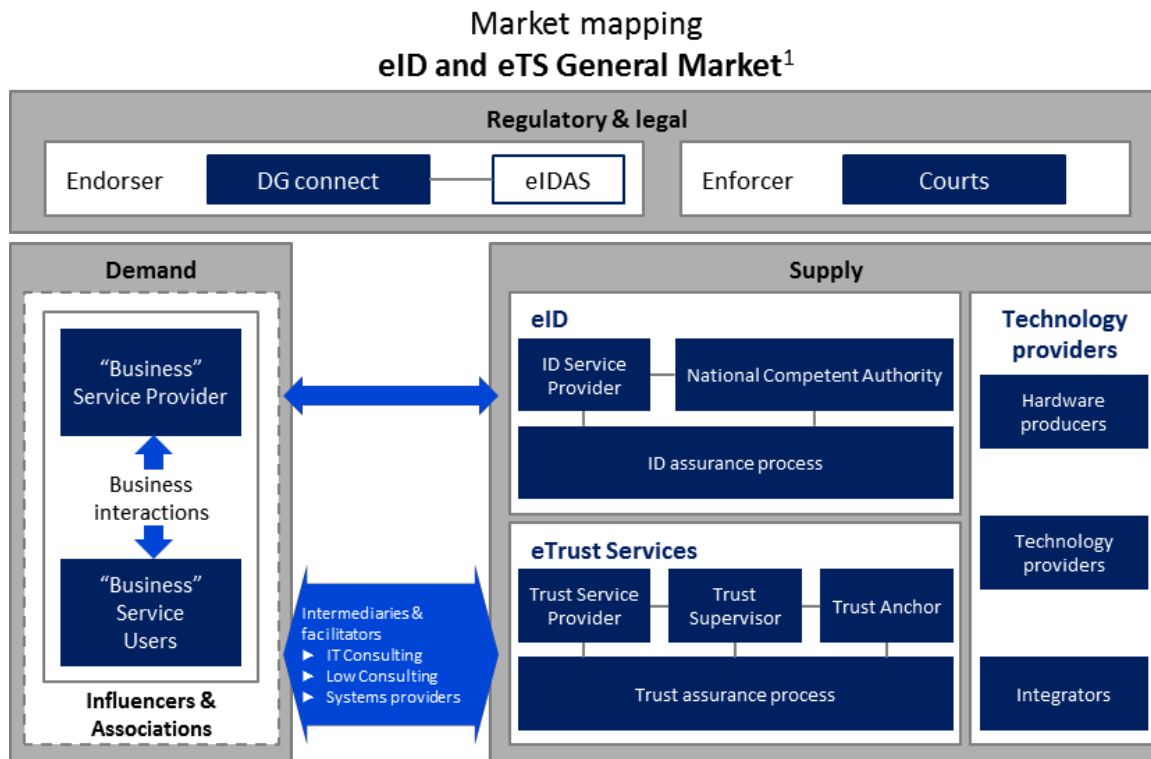 Market mapping
eID and eTS General Market¹
Regulatory & legal
Endorser
DG connect
eIDAS
Enforcer
Courts
Demand
"Business"
Service Provider
Business
interactions
"Business"
Service
Users
Influencers &
Associations
Intermediaries &
facilitators
► IT Consulting
► Low Consulting
► Systems providers
Supply
eID
ID Service
Provider
National Competent Authority
ID assurance process
eTrust Services
Trust Service
Provider
Trust
Supervisor
Trust Anchor
Trust assurance process
Technology
providers
Hardware
producers
Technology
providers
Integrators